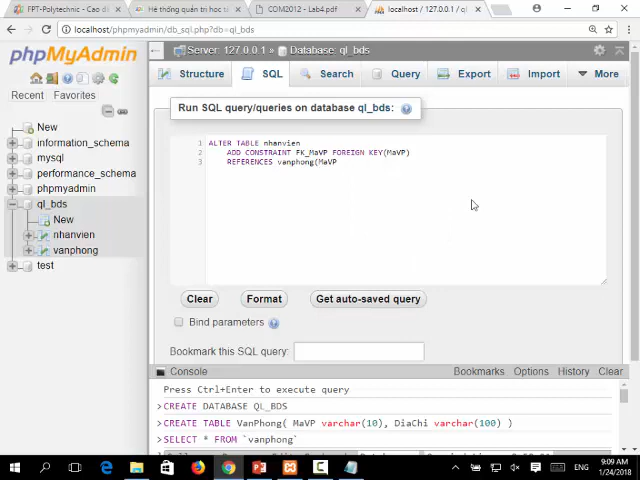 FPT-Polytechnic - Cao đ
Hệ thống quản trị học t
COM2012 - Lab4.pdf
localhost / 127.0.0.1 / q
localhost/phpmyadmin/db_sql.php?db=ql_bds
phpMyAdmin
Recent Favorites
New
information_schema
mysql
performance_schema
phpmyadmin
ql_bds
New
nhanvien
vanphong
test
Server: 127.0.0.1 » Database: ql_bds
Structure SQL Search Query Export Import More
Run SQL query/queries on database ql_bds:
1 ALTER TABLE nhanvien
2 ADD CONSTRAINT FK_MaVP FOREIGN KEY(MaVP)
3 REFERENCES vanphong(MaVP
Clear Format Get auto-saved query
Bind parameters
Bookmark this SQL query:
Console Bookmarks Options History Clear
Press Ctrl+Enter to execute query
>CREATE DATABASE QL_BDS
>CREATE TABLE VanPhong( MaVP varchar(10), DiaChi varchar(100) )
>SELECT * FROM `vanphong`
ENG
9:09 AM
1/24/2018